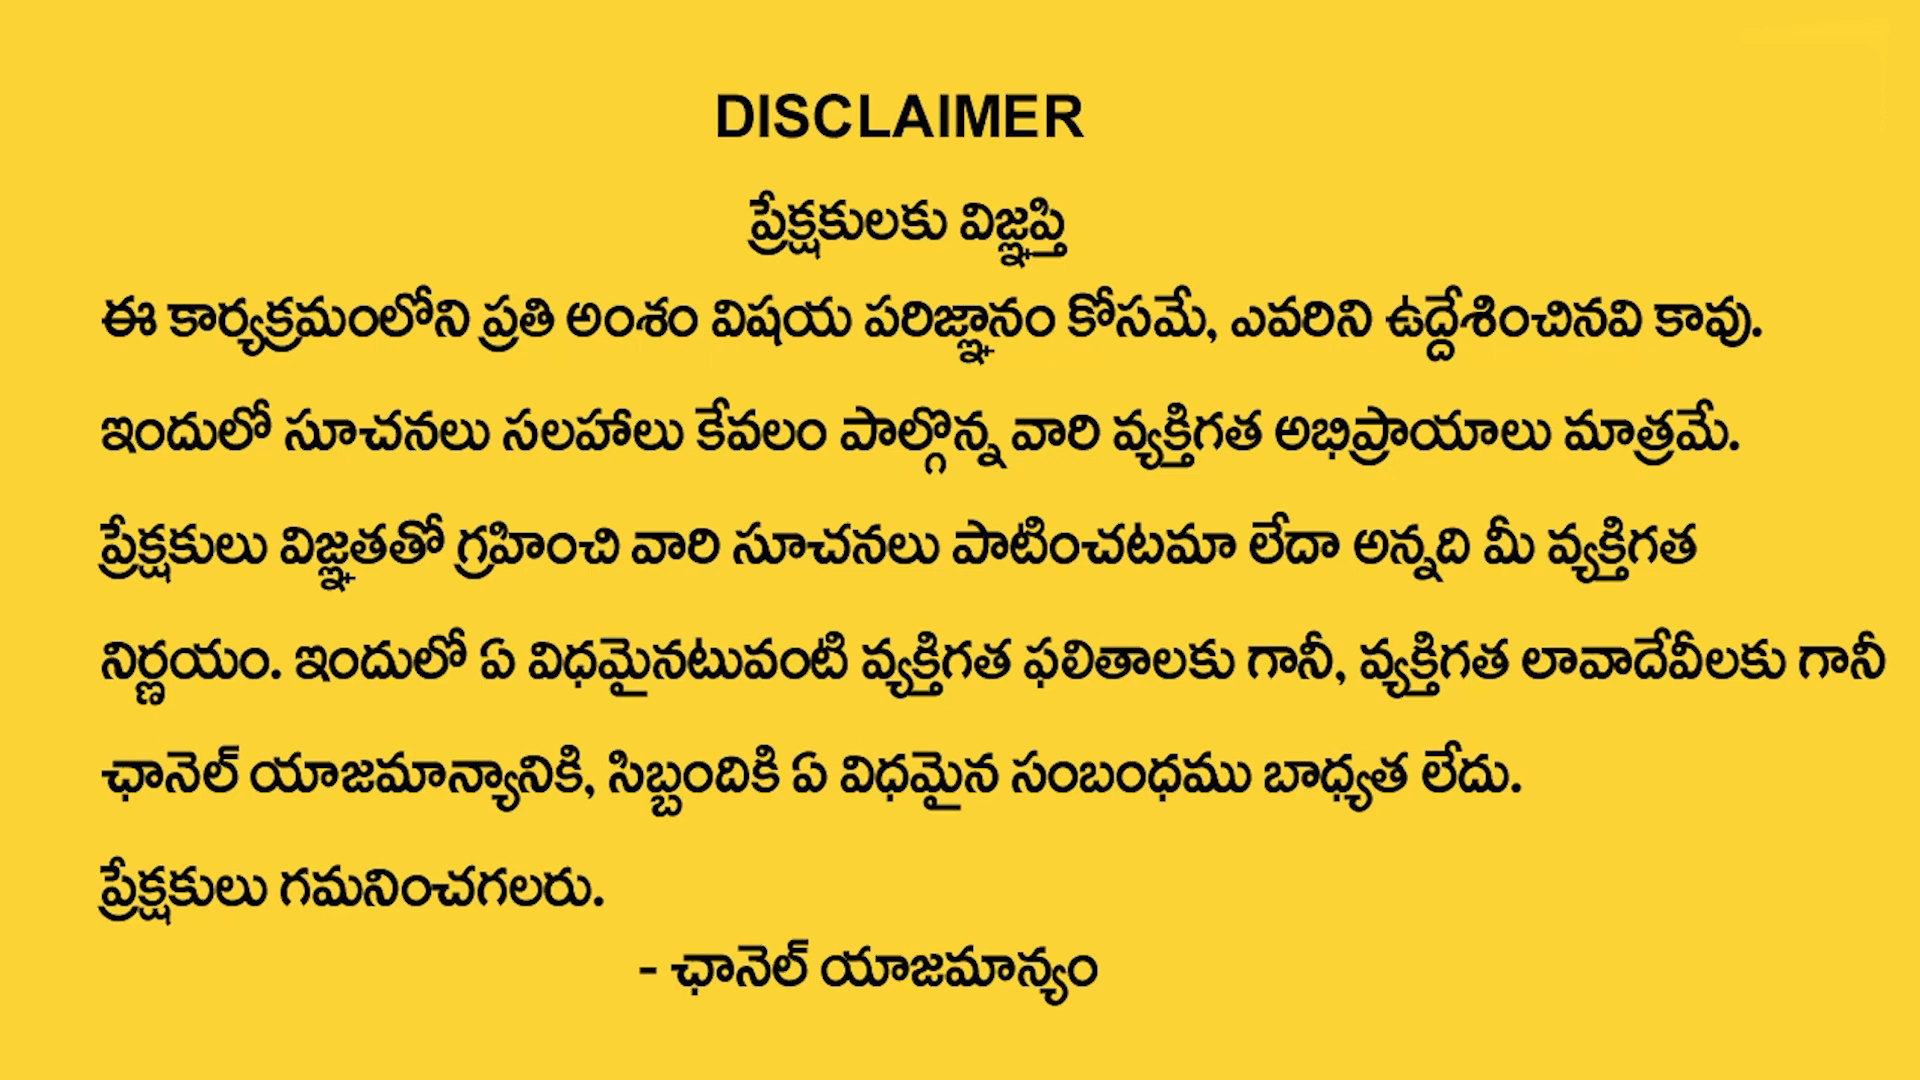 DISCLAIMER
ప్రేక్షకులకు విజ్ఞప్తి
ఈ కార్యక్రమంలోని ప్రతి అంశం విషయ పరిజ్ఞానం కోసమే, ఎవరిని ఉద్దేశించినవి కావు.
ఇందులో సూచనలు సలహాలు కేవలం పాల్గొన్న వారి వ్యక్తిగత అభిప్రాయాలు మాత్రమే.
ప్రేక్షకులు విజ్ఞతతో గ్రహించి వారి సూచనలు పాటించటమా లేదా అన్నది మీ వ్యక్తిగత
నిర్ణయం. ఇందులో ఏ విధమైనటువంటి వ్యక్తిగత ఫలితాలకు గానీ, వ్యక్తిగత లావాదేవీలకు గానీ
ఛానెల్ యాజమాన్యానికి, సిబ్బందికి ఏ విధమైన సంబంధము బాధ్యత లేదు.
ప్రేక్షకులు గమనించగలరు.
- ఛానెల్ యాజమాన్యం